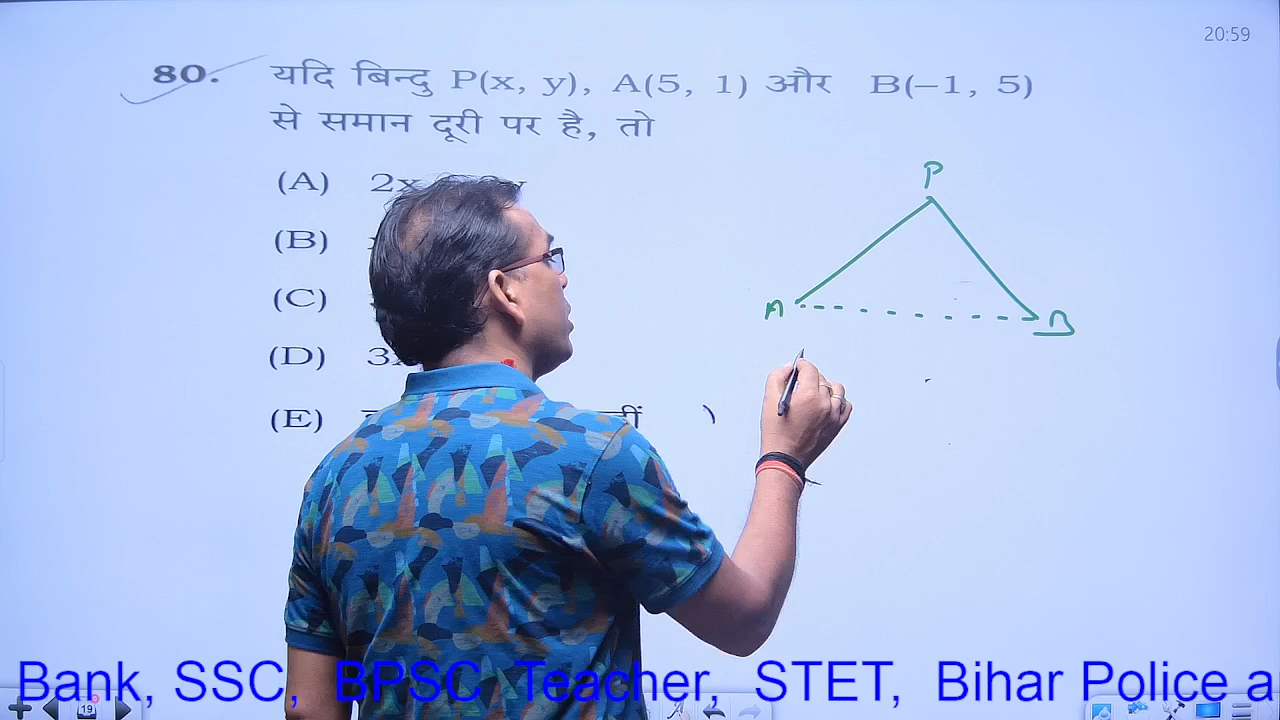 20:59
80. यदि बिन्दु P(x, y), A(5, 1) और B(−1, 5)
से समान दूरी पर है, तो
(A) 2x
(B)
(C)
(D)
(E)
P
A B
Bank, SSC, BPSC Teacher, STET, Bihar Police a
19